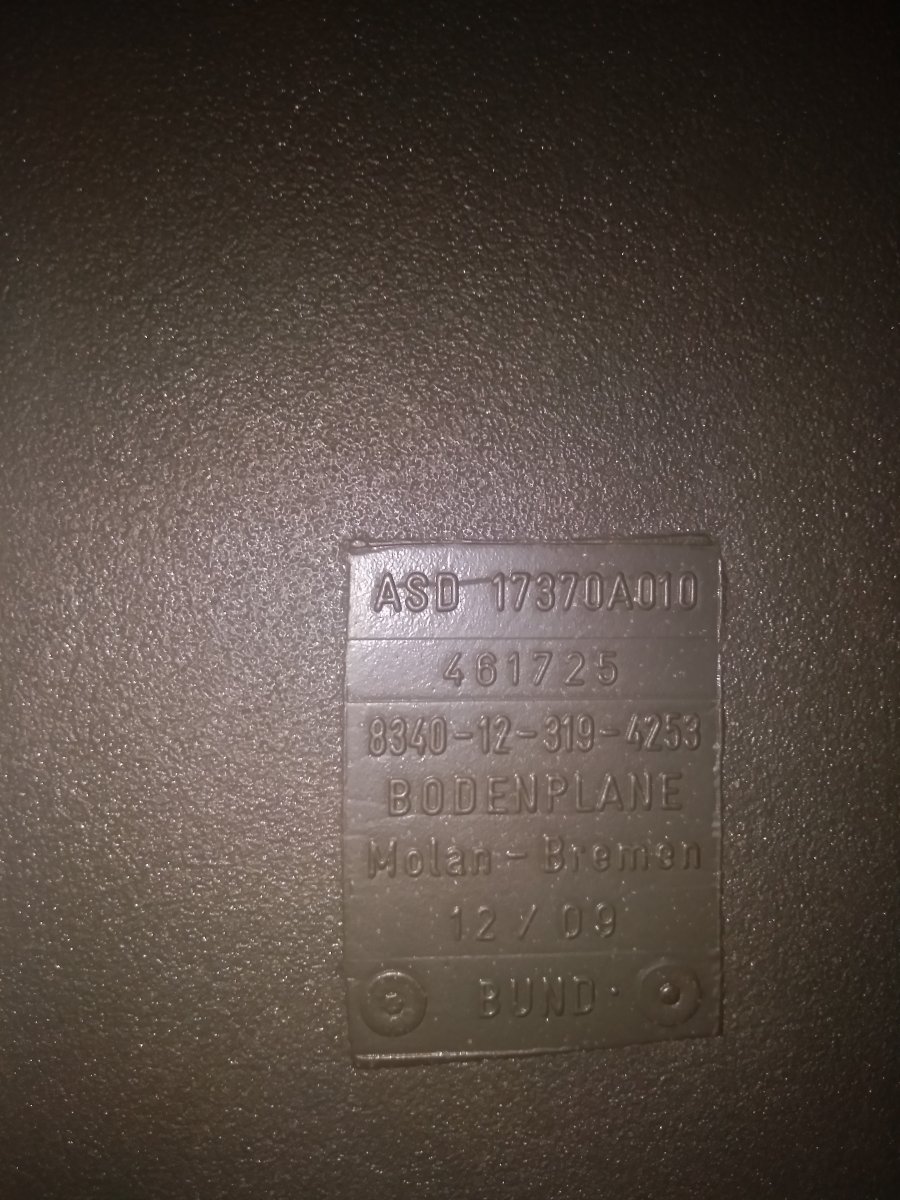 ASD 17370A010
461725
8340-12-319-4253
BODENPLANE
Molan-Bremen
12/09
BUND